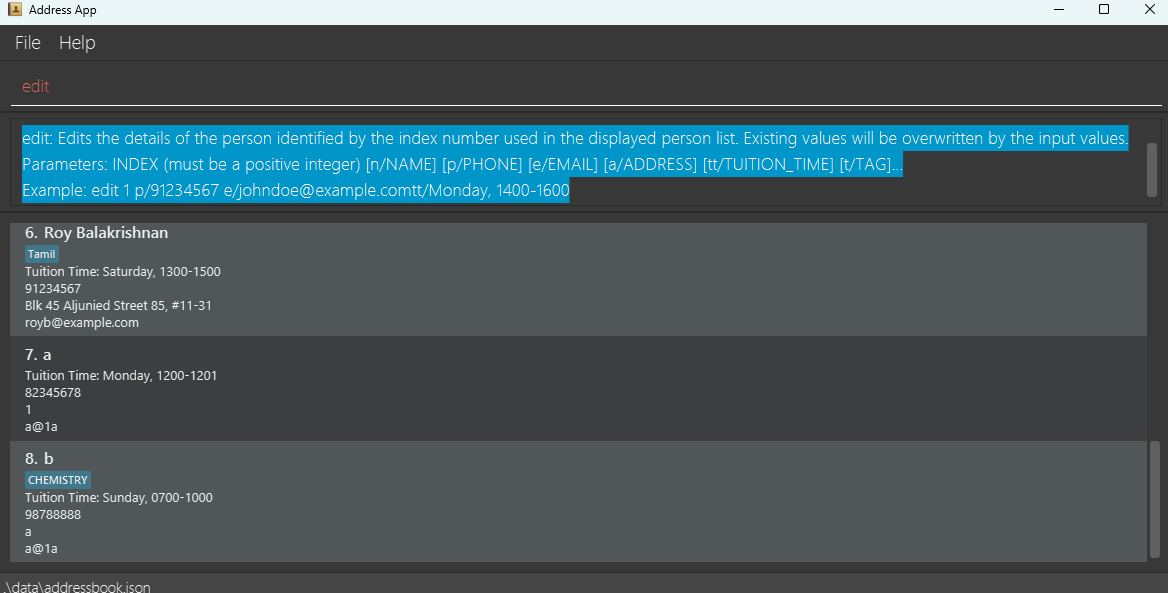 Address App
File Help
edit
edit: Edits the details of the person identified by the index number used in the displayed person list. Existing values will be overwritten by the input values.
Parameters: INDEX (must be a positive integer) [n/NAME] [p/PHONE] [e/EMAIL] [a/ADDRESS] [tt/TUITION_TIME] [t/TAG]...
Example: edit 1 p/91234567 e/johndoe@example.comtt/Monday, 1400-1600
6. Roy Balakrishnan
Tamil
Tuition Time: Saturday, 1300-1500
91234567
Blk 45 Aljunied Street 85, #11-31
royb@example.com
7. a
Tuition Time: Monday, 1200-1201
82345678
1
a@1a
8. b
CHEMISTRY
Tuition Time: Sunday, 0700-1000
98788888
a
a@1a
.\data\addressbook.json